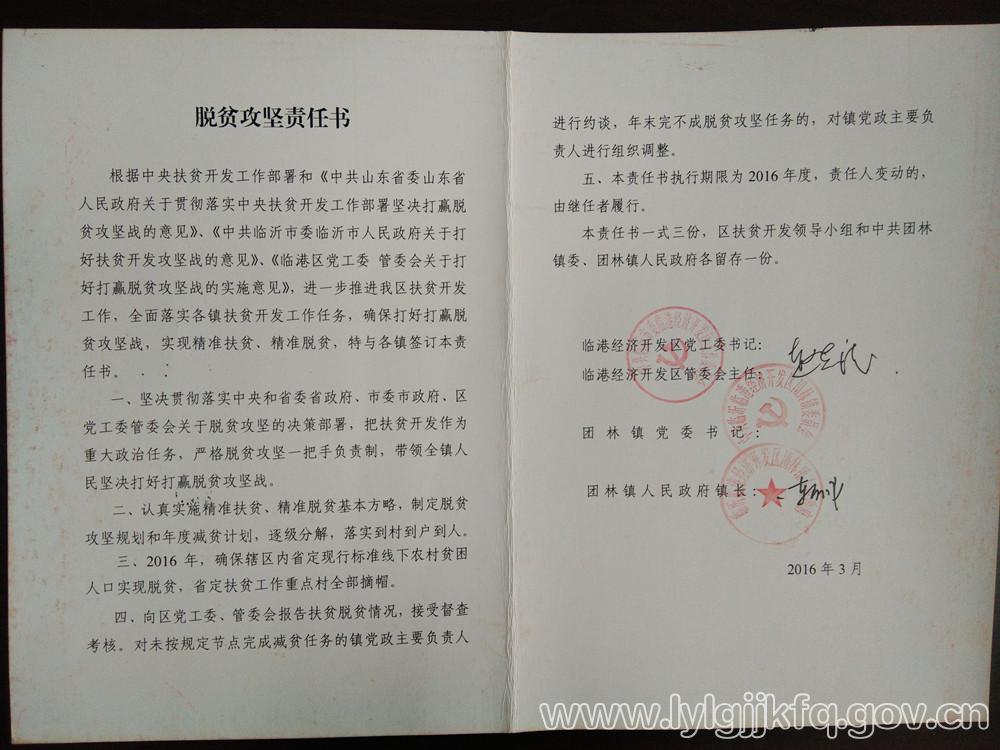 脱贫攻坚责任书
根据中央扶贫开发工作部署和《中共山东省委山东省
人民政府关于贯彻落实中央扶贫开发工作部署坚决打赢脱
贫攻坚战的意见》、《中共临沂市委临沂市人民政府关于打
好扶贫开发攻坚战的意见》、《临港区党工委 管委会关于打
好打赢脱贫攻坚战的实施意见》，进一步推进我区扶贫开发
工作，全面落实各镇扶贫开发工作任务，确保打好打赢脱
贫攻坚战，实现精准扶贫、精准脱贫，特与各镇签订本责
任书。
一、坚决贯彻落实中央和省委省政府、市委市政府、区
党工委管委会关于脱贫攻坚的决策部署，把扶贫开发作为
重大政治任务，严格脱贫攻坚一把手负责制，带领全镇人
民坚决打好打赢脱贫攻坚战。
二、认真实施精准扶贫、精准脱贫基本方略，制定脱贫
攻坚规划和年度减贫计划，逐级分解，落实到村到户到人。
三、2016 年，确保辖区内省定现行标准线下农村贫困
人口实现脱贫，省定扶贫工作重点村全部摘帽。
四、向区党工委、管委会报告扶贫脱贫情况，接受督查
考核。对未按规定节点完成减贫任务的镇党政主要负责人
进行约谈，年末完不成脱贫攻坚任务的，对镇党政主要负
责人进行组织调整。
五、本责任书执行期限为 2016 年度，责任人变动的，
由继任者履行。
本责任书一式三份，区扶贫开发领导小组和中共团林
镇委、团林镇人民政府各留存一份。
临港经济开发区党工委书记：
临港经济开发区管委会主任：
团林镇党委书记：
团林镇人民政府镇长：
2016 年 3 月
www.lylgjjkfq.gov.cn